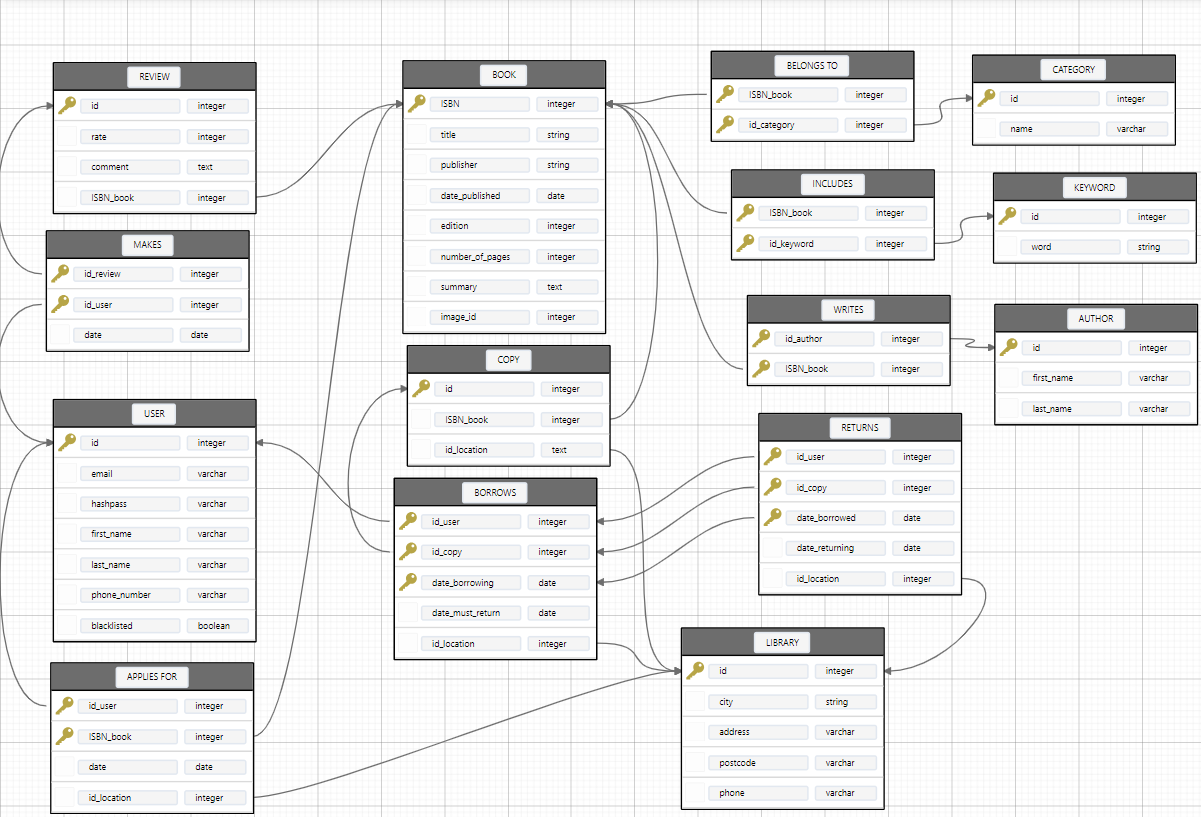 REVIEW
id integer
rate integer
comment text
ISBN_book integer
MAKES
id_review integer
id_user integer
date date
USER
id integer
email varchar
hashpass varchar
first_name varchar
last_name varchar
phone_number varchar
blacklisted boolean
APPLIES FOR
id_user integer
ISBN_book integer
date date
id_location integer
BOOK
ISBN integer
title string
publisher string
date_published date
edition integer
number_of_pages integer
summary text
image_id integer
COPY
id integer
ISBN_book integer
id_location text
BORROWS
id_user integer
id_copy integer
date_borrowing date
date_must_return date
id_location integer
BELONGS TO
ISBN_book integer
id_category integer
INCLUDES
ISBN_book integer
id_keyword integer
WRITES
id_author integer
ISBN_book integer
RETURNS
id_user integer
id_copy integer
date_borrowed date
date_returning date
id_location integer
LIBRARY
id integer
city string
address varchar
postcode varchar
phone varchar
CATEGORY
id integer
name varchar
KEYWORD
id integer
word string
AUTHOR
id integer
first_name varchar
last_name varchar